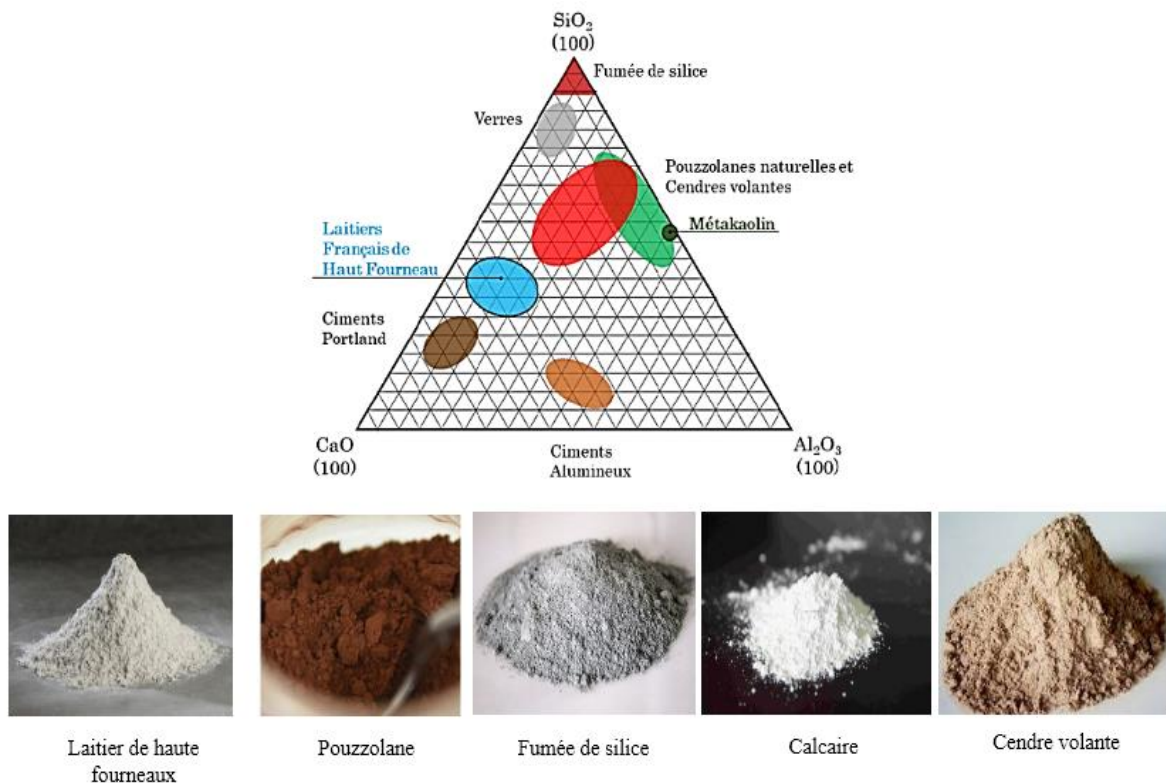 SiO₂
(100)
Fumée de silice
Verres
Pouzzolanes naturelles et
Cendres volantes
Métakaolin
Laitiers
Français de
Haut Fourneau
Ciments
Portland
CaO
(100)
Ciments
Alumineux
Al₂O₃
(100)
Laitier de haute
fourneaux
Pouzzolane
Fumée de silice
Calcaire
Cendre volante